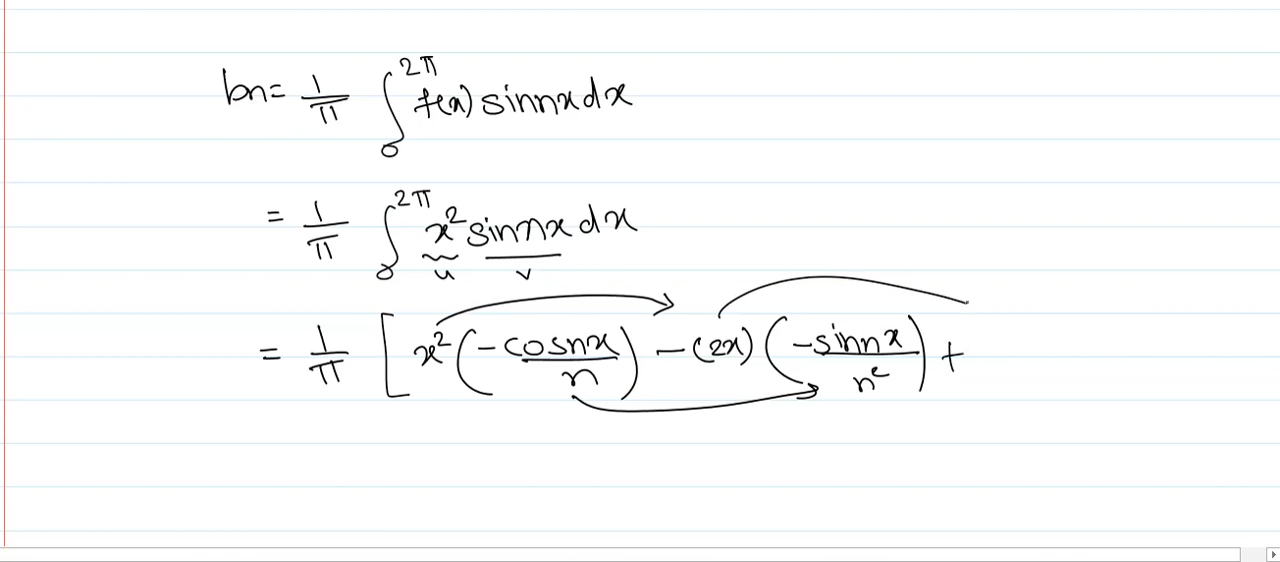 bn = 1/π ∫₀^2π f(x) sinnx dx
= 1/π ∫₀^2π x² sinnx dx
u v
= 1/π [ x² (-cosnx/n) - (2x) (-sinnx/n²) +